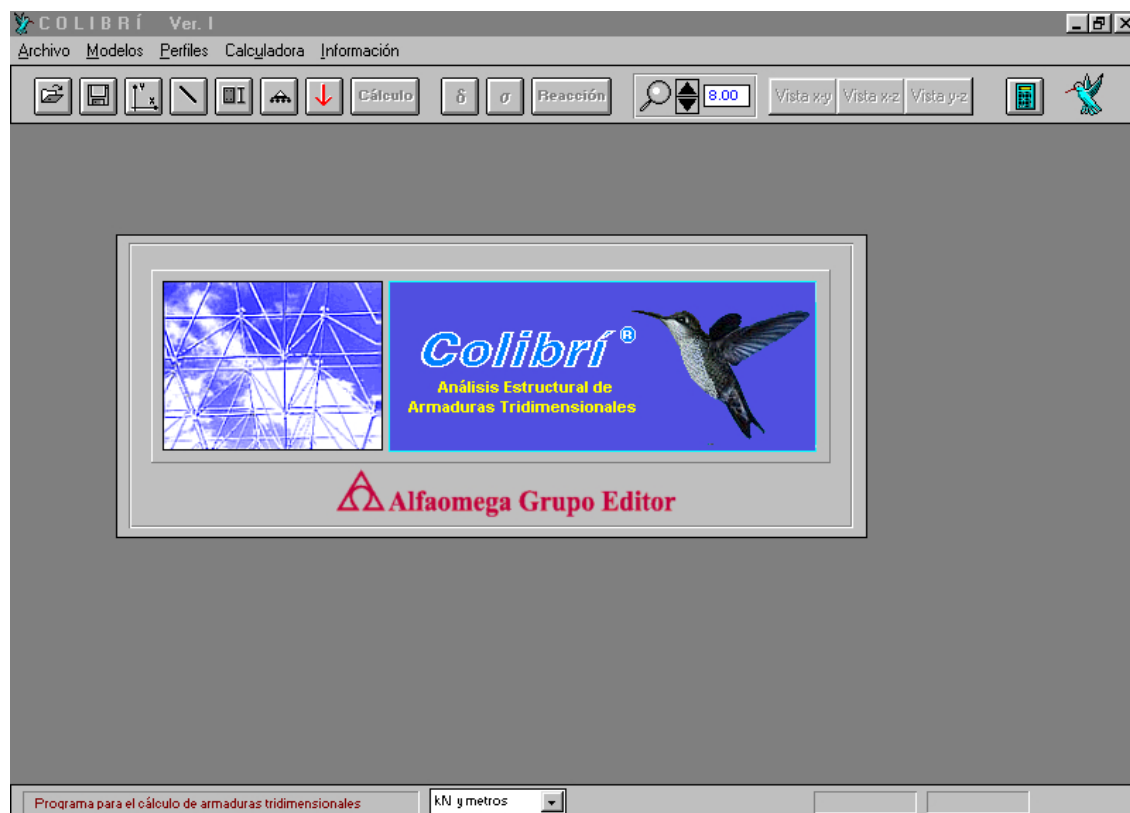 COLIBRÍ Ver. I
Archivo Modelos Perfiles Calculadora Información
y x Cálculo δ σ Reacción 8.00 Vista x-y Vista x-z Vista y-z
Colibrí ®
Análisis Estructural de
Armaduras Tridimensionales
Alfaomega Grupo Editor
Programa para el cálculo de armaduras tridimensionales kN y metros